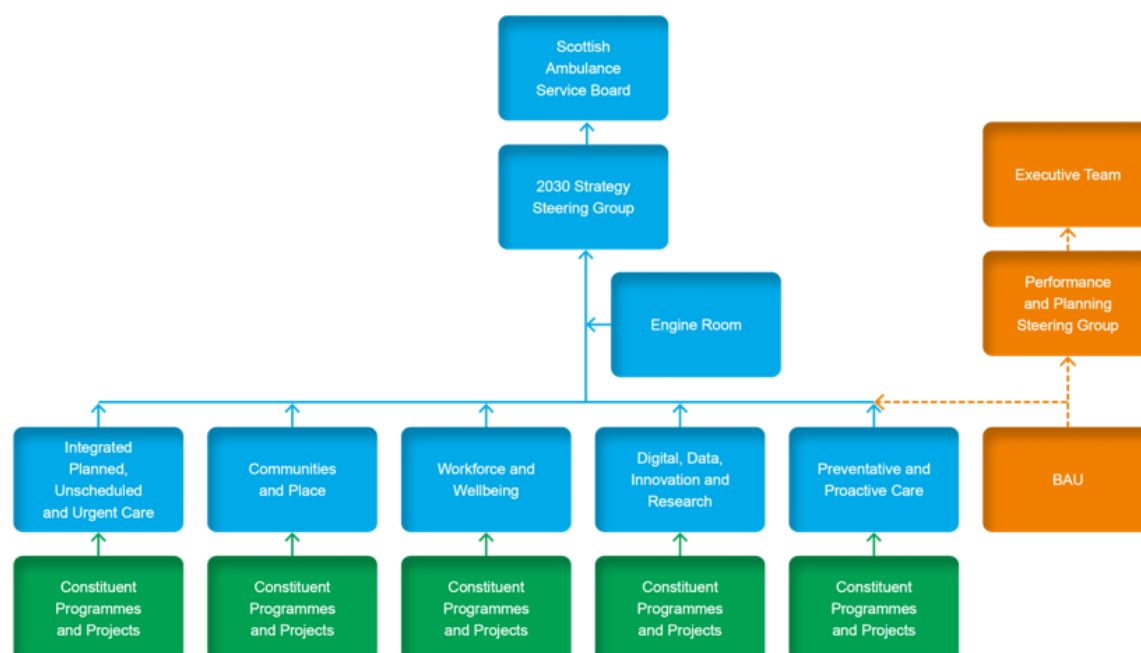 Scottish
Ambulance
Service Board
2030 Strategy
Steering Group
Executive Team
Engine Room
Performance
and Planning
Steering Group
Integrated
Planned,
Unscheduled
and Urgent Care
Communities
and Place
Workforce and
Wellbeing
Digital, Data,
Innovation and
Research
Preventative and
Proactive Care
BAU
Constituent
Programmes
and Projects
Constituent
Programmes
and Projects
Constituent
Programmes
and Projects
Constituent
Programmes
and Projects
Constituent
Programmes
and Projects